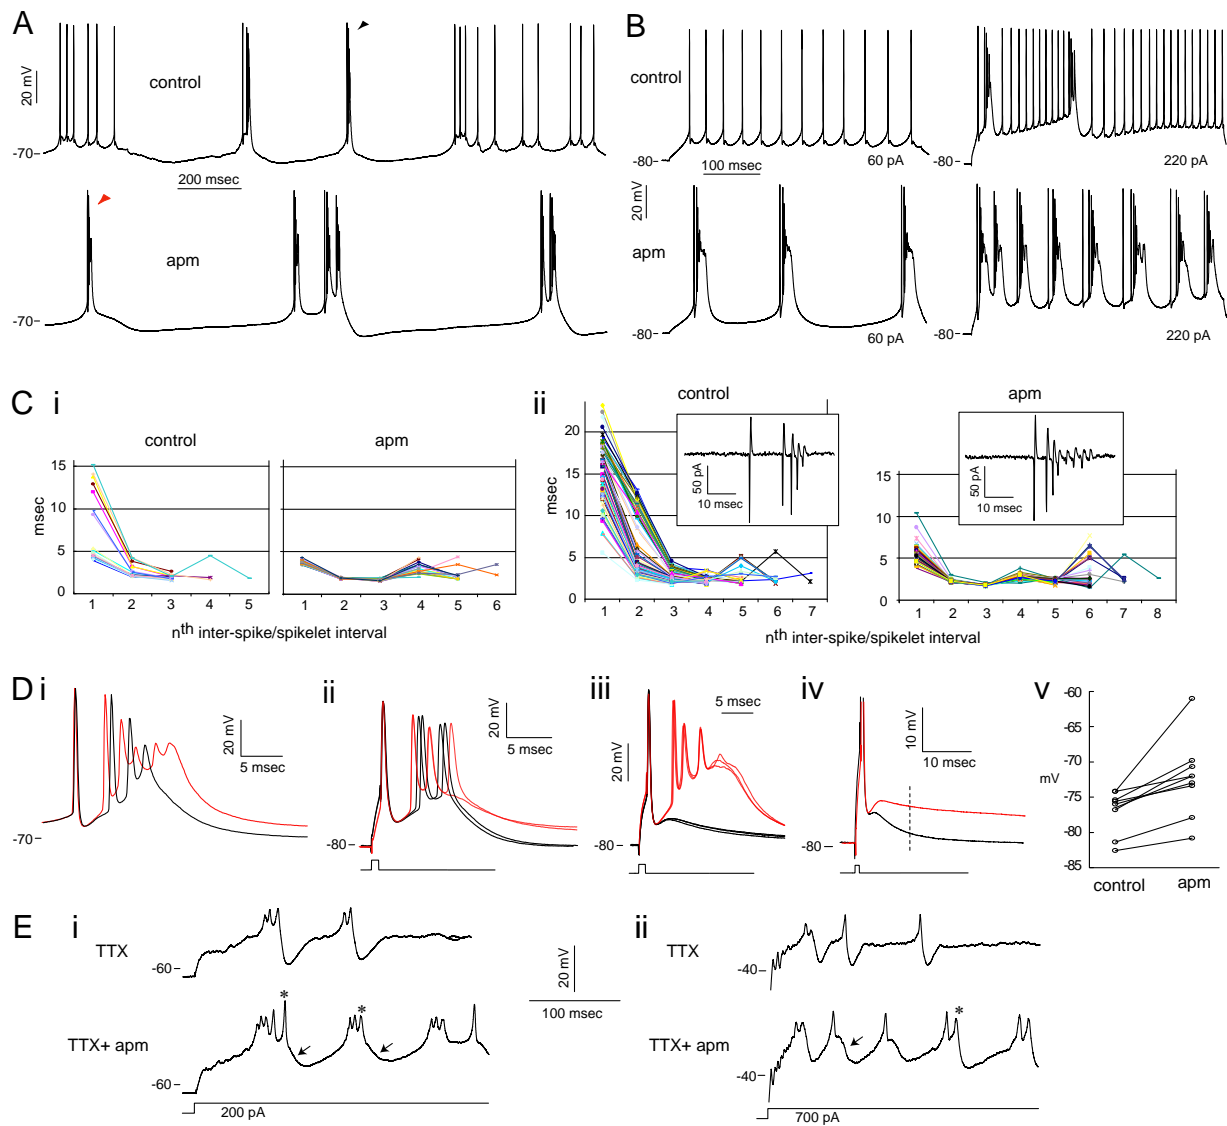 A
B
control
20 mV
-70
200 msec
apm
-70
control
-80
60 pA
220 pA
-80
100 msec
20 mV
apm
-80
60 pA
-80
220 pA
C i
control
apm
msec
15
10
5
0
1 2 3 4 5
1 2 3 4 5 6
nth inter-spike/spikelet interval
ii
control
apm
msec
20
15
10
5
0
50 pA
10 msec
1 2 3 4 5 6 7
15
10
5
0
50 pA
10 msec
1 2 3 4 5 6 7 8
nth inter-spike/spikelet interval
D i
20 mV
5 msec
-70
ii
20 mV
5 msec
-80
iii
5 msec
20 mV
-80
iv
10 mV
10 msec
-80
v
-60
-65
-70
mV
-75
-80
-85
control apm
E i
TTX
-60
20 mV
100 msec
* *
TTX+ apm
-60
200 pA
ii
TTX
-40
*
TTX+ apm
-40
700 pA